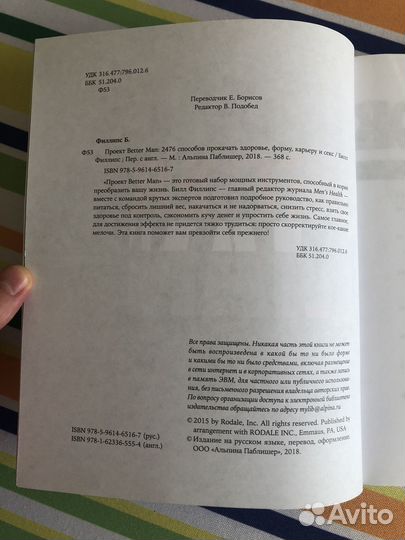 УДК 316.477:796.012.6
ББК 51.204.0
Ф53
Переводчик Е. Борисов
Редактор В. Подобед
Филлипс Б.
Ф53 Проект Better Man: 2476 способов прокачать здоровье, форму, карьеру и секс / Билл
Филлипс ; Пер. с англ. — М. : Альпина Паблишер, 2018. — 368 с.
ISBN 978-5-9614-6516-7
«Проект Better Man» — это готовый набор мощных инструментов, способный в корне
преобразить вашу жизнь. Билл Филлипс — главный редактор журнала Men's Health —
вместе с командой крутых экспертов подготовил подробное руководство, как правильно
питаться, сбросить лишний вес, накачаться и не надорваться, снизить стресс, взять свое
здоровье под контроль, сэкономить кучу денег и упростить себе жизнь. Самое главное,
для достижения эффекта не придется тяжко трудиться: просто скорректируйте кое-какие
мелочи. Эта книга поможет вам превзойти себя прежнего!
УДК 316.477:796.012.6
ББК 51.204.0
Все права защищены. Никакая часть этой книги не может
быть воспроизведена в какой бы то ни было форме
и какими бы то ни было средствами, включая размещение
в сети интернет и в корпоративных сетях, а также запись
в память ЭВМ, для частного или публичного использова-
ния, без письменного разрешения владельца авторских прав.
По вопросу организации доступа к электронной библиотеке
издательства обращайтесь по адресу mylib@alpina.ru
© 2015 by Rodale, Inc., Published by
arrangement with RODALE INC., Emmaus, PA, USA
© Издание на русском языке, перевод, оформление.
ООО «Альпина Паблишер», 2018.
ISBN 978-5-9614-6516-7 (рус.)
ISBN 978-1-62336-555-4 (англ.)
Avito